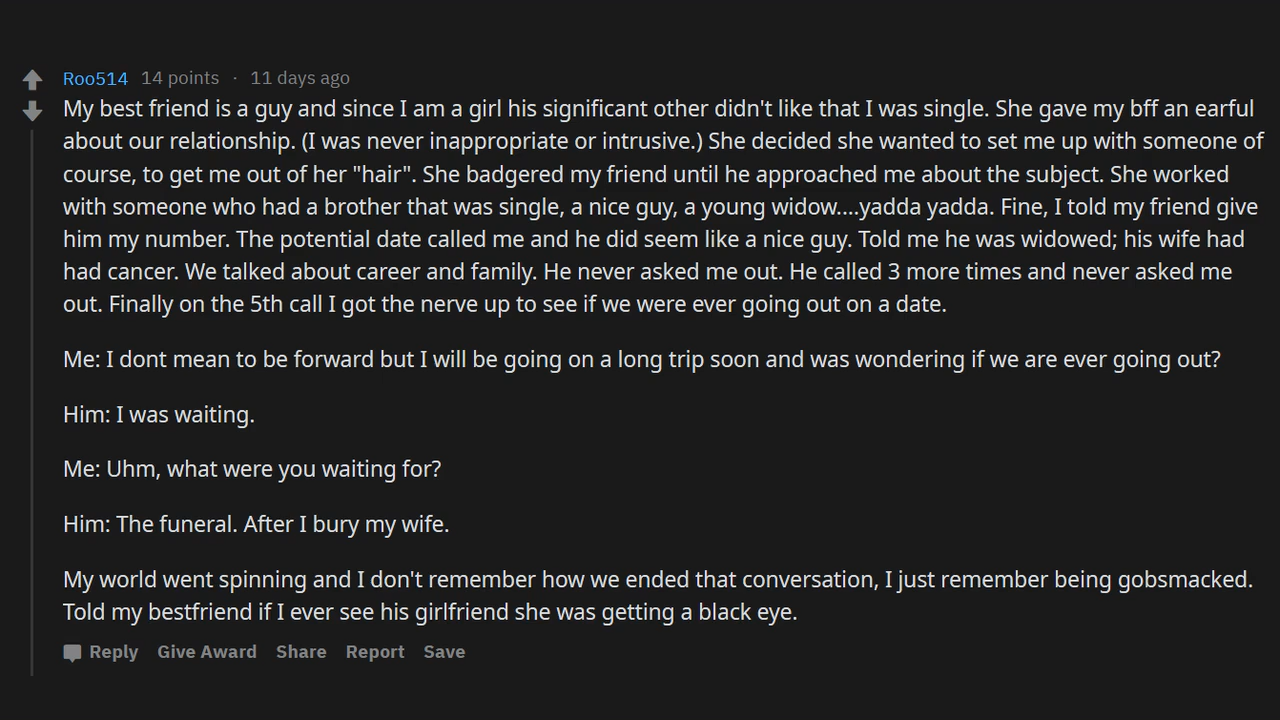 Roo514 14 points · 11 days ago
My best friend is a guy and since I am a girl his significant other didn't like that I was single. She gave my bff an earful
about our relationship. (I was never inappropriate or intrusive.) She decided she wanted to set me up with someone of
course, to get me out of her "hair". She badgered my friend until he approached me about the subject. She worked
with someone who had a brother that was single, a nice guy, a young widow....yadda yadda. Fine, I told my friend give
him my number. The potential date called me and he did seem like a nice guy. Told me he was widowed; his wife had
had cancer. We talked about career and family. He never asked me out. He called 3 more times and never asked me
out. Finally on the 5th call I got the nerve up to see if we were ever going out on a date.
Me: I dont mean to be forward but I will be going on a long trip soon and was wondering if we are ever going out?
Him: I was waiting.
Me: Uhm, what were you waiting for?
Him: The funeral. After I bury my wife.
My world went spinning and I don't remember how we ended that conversation, I just remember being gobsmacked.
Told my bestfriend if I ever see his girlfriend she was getting a black eye.
Reply Give Award Share Report Save